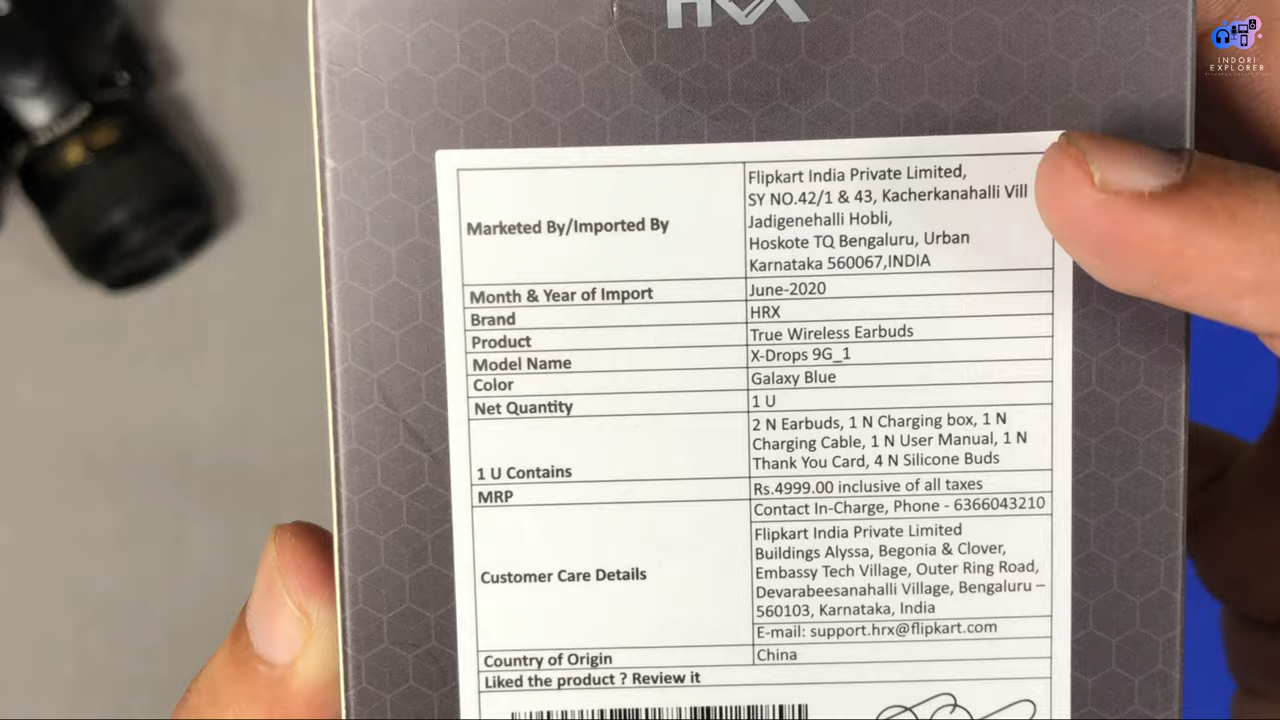 HRX
INDORI
EXPLORER
Marketed By/Imported By
Flipkart India Private Limited,
SY NO.42/1 & 43, Kacherkanahalli Vill
Jadigenehalli Hobli,
Hoskote TQ Bengaluru, Urban
Karnataka 560067,INDIA
Month & Year of Import June-2020
Brand HRX
Product True Wireless Earbuds
Model Name X-Drops 9G_1
Color Galaxy Blue
Net Quantity 1 U
1 U Contains
2 N Earbuds, 1 N Charging box, 1 N
Charging Cable, 1 N User Manual, 1 N
Thank You Card, 4 N Silicone Buds
MRP Rs.4999.00 inclusive of all taxes
Customer Care Details
Contact In-Charge, Phone - 6366043210
Flipkart India Private Limited
Buildings Alyssa, Begonia & Clover,
Embassy Tech Village, Outer Ring Road,
Devarabeesanahalli Village, Bengaluru –
560103, Karnataka, India
E-mail: support.hrx@flipkart.com
Country of Origin China
Liked the product ? Review it